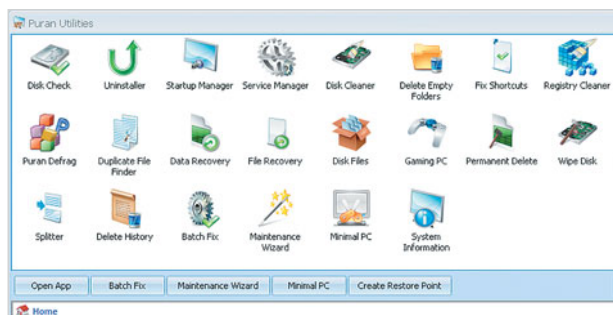 Puran Utilities
Disk Check Uninstaller Startup Manager Service Manager Disk Cleaner Delete Empty Fix Shortcuts Registry Cleaner
Folders
Puran Defrag Duplicate File Data Recovery File Recovery Disk Files Gaming PC Permanent Delete Wipe Disk
Finder
Splitter Delete History Batch Fix Maintenance Minimal PC System
Wizard Information
Open App Batch Fix Maintenance Wizard Minimal PC Create Restore Point
Home